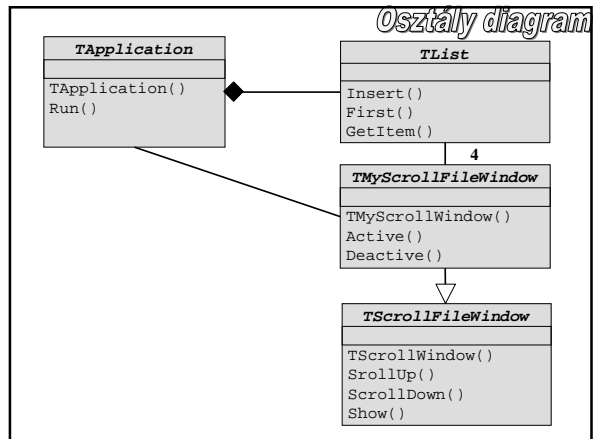 Osztály diagram
TApplication
TApplication()
Run()
TList
Insert()
First()
GetItem()
4
TMyScrollFileWindow
TMyScrollWindow()
Active()
Deactive()
TScrollFileWindow
TScrollWindow()
SrollUp()
ScrollDown()
Show()